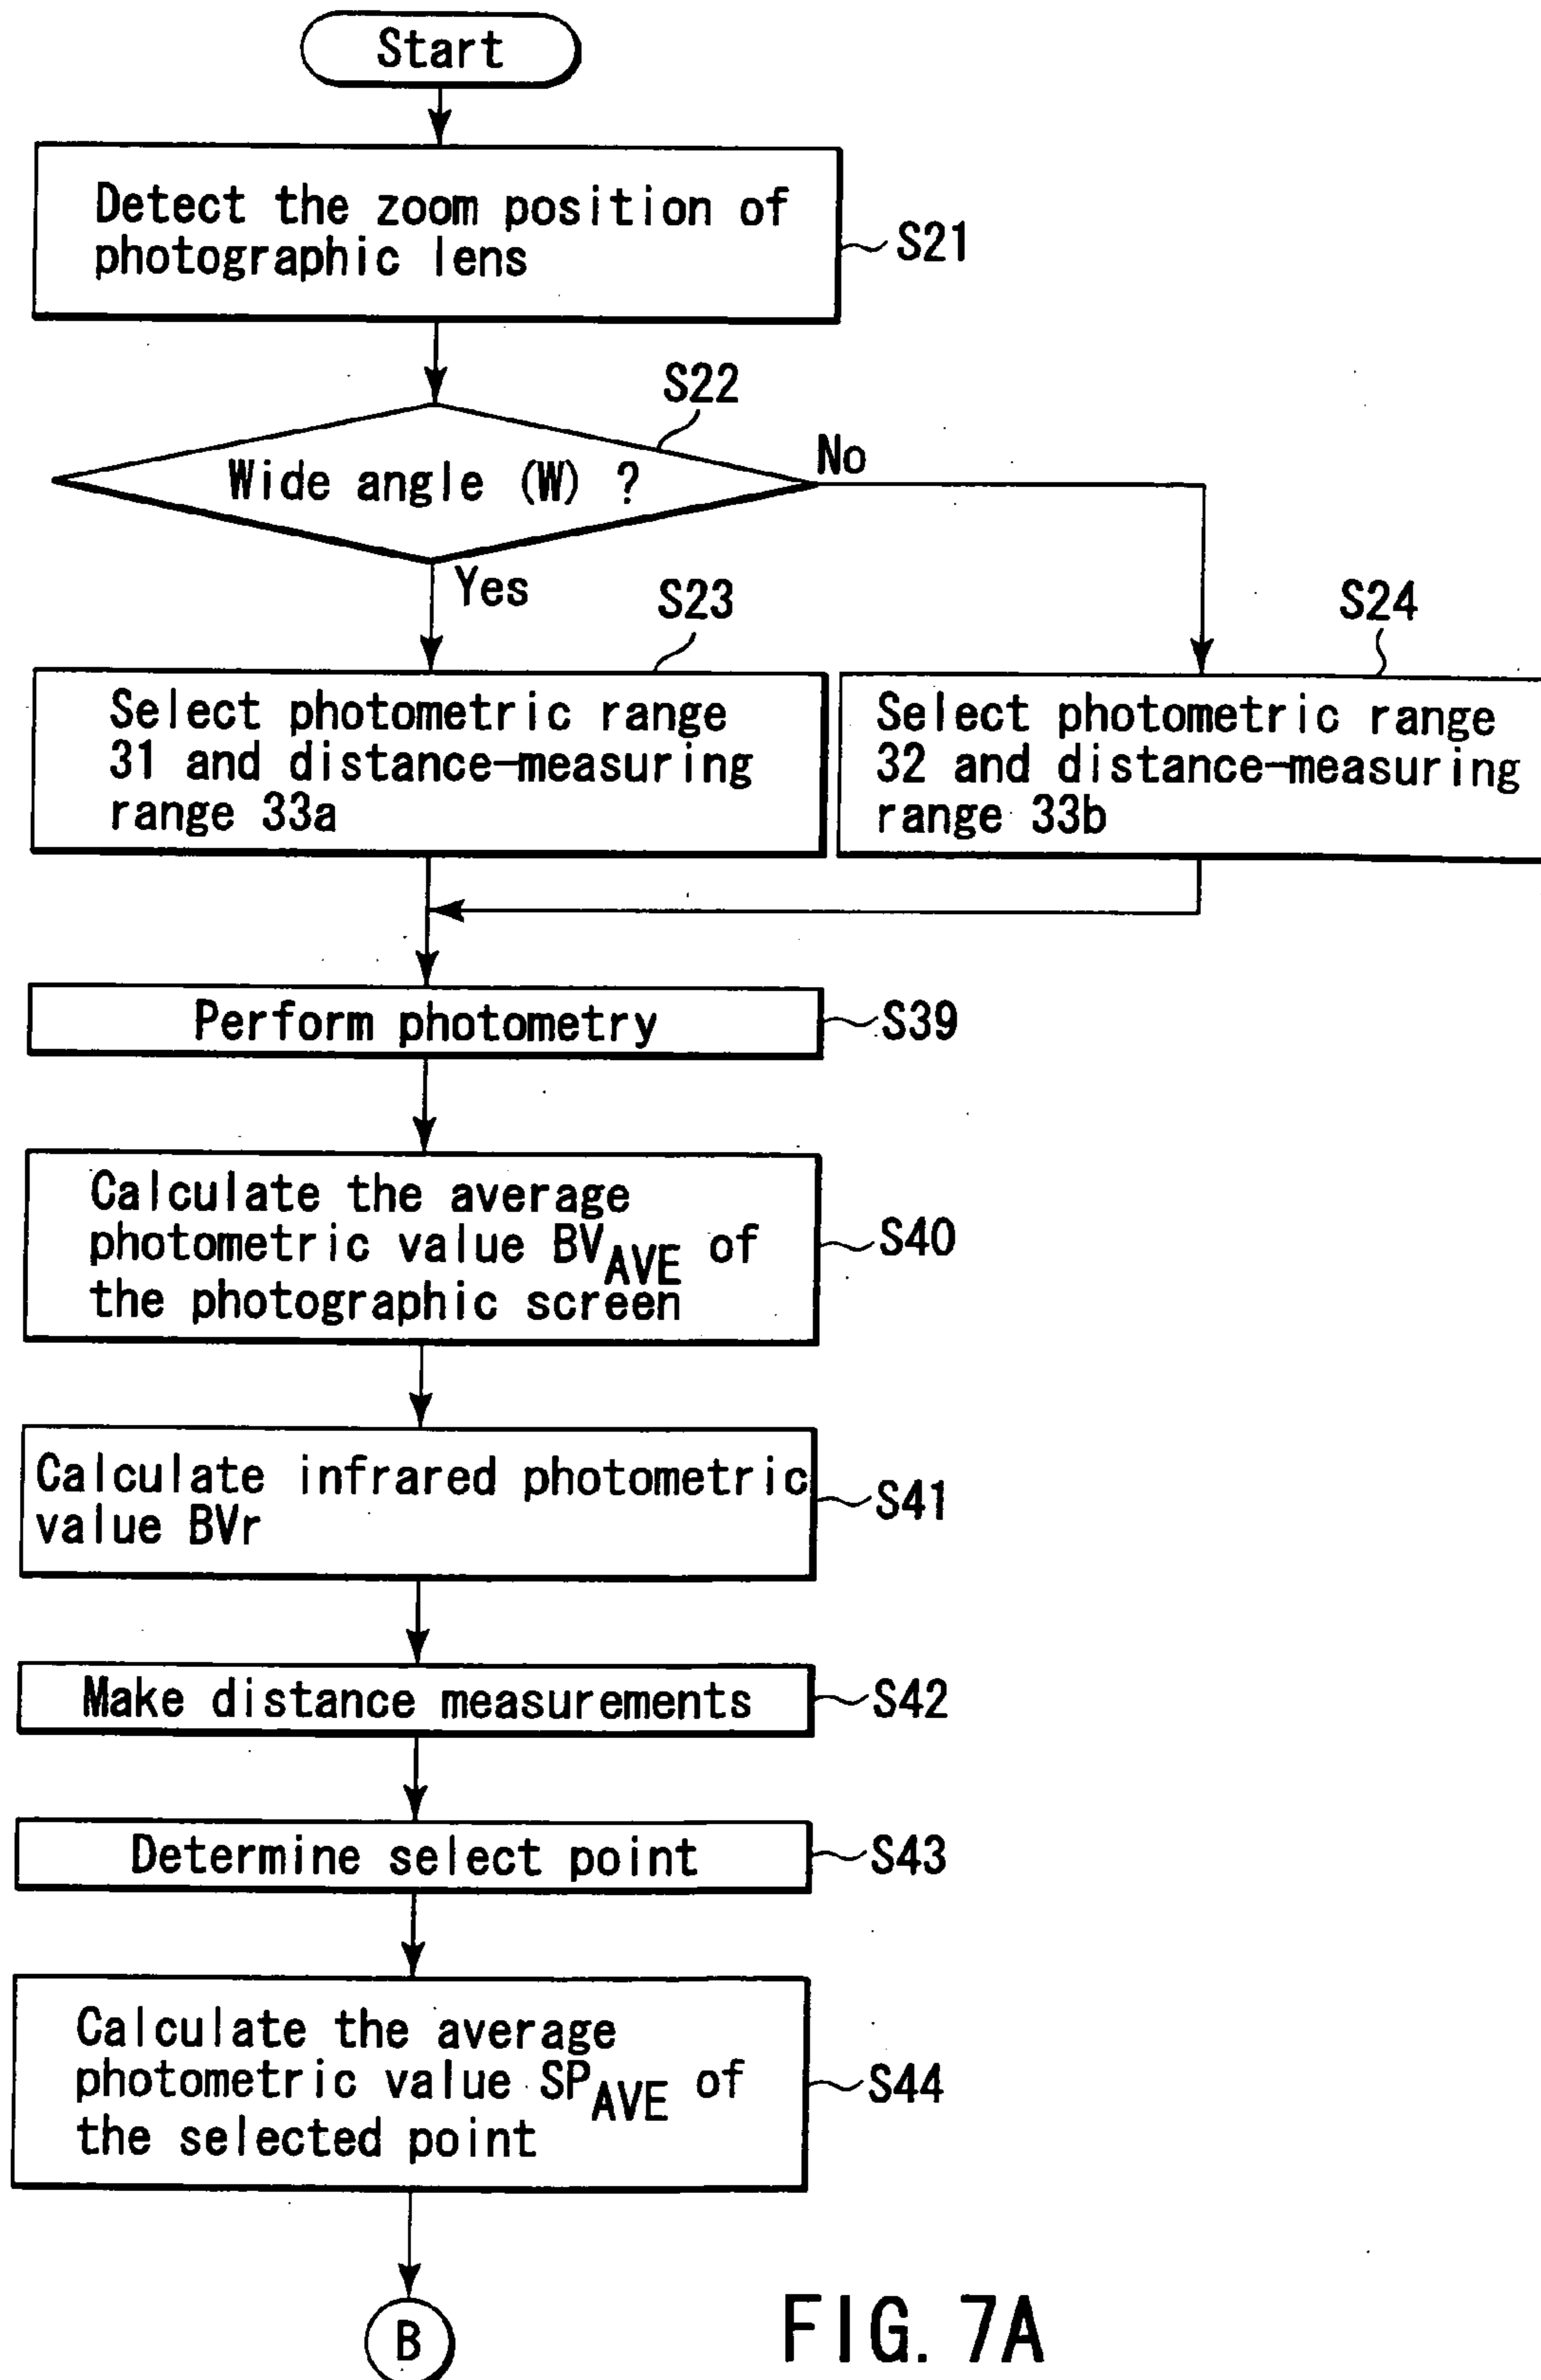 Start
Detect the zoom position of
photographic lens
S21
S22
Wide angle (W) ?
No
Yes
S23
S24
Select photometric range
31 and distance-measuring
range 33a
Select photometric range
32 and distance-measuring
range 33b
Perform photometry
S39
Calculate the average
photometric value BVAVE of
the photographic screen
S40
Calculate infrared photometric
value BVr
S41
Make distance measurements
S42
Determine select point
S43
Calculate the average
photometric value SPAVE of
the selected point
S44
B
FIG. 7A